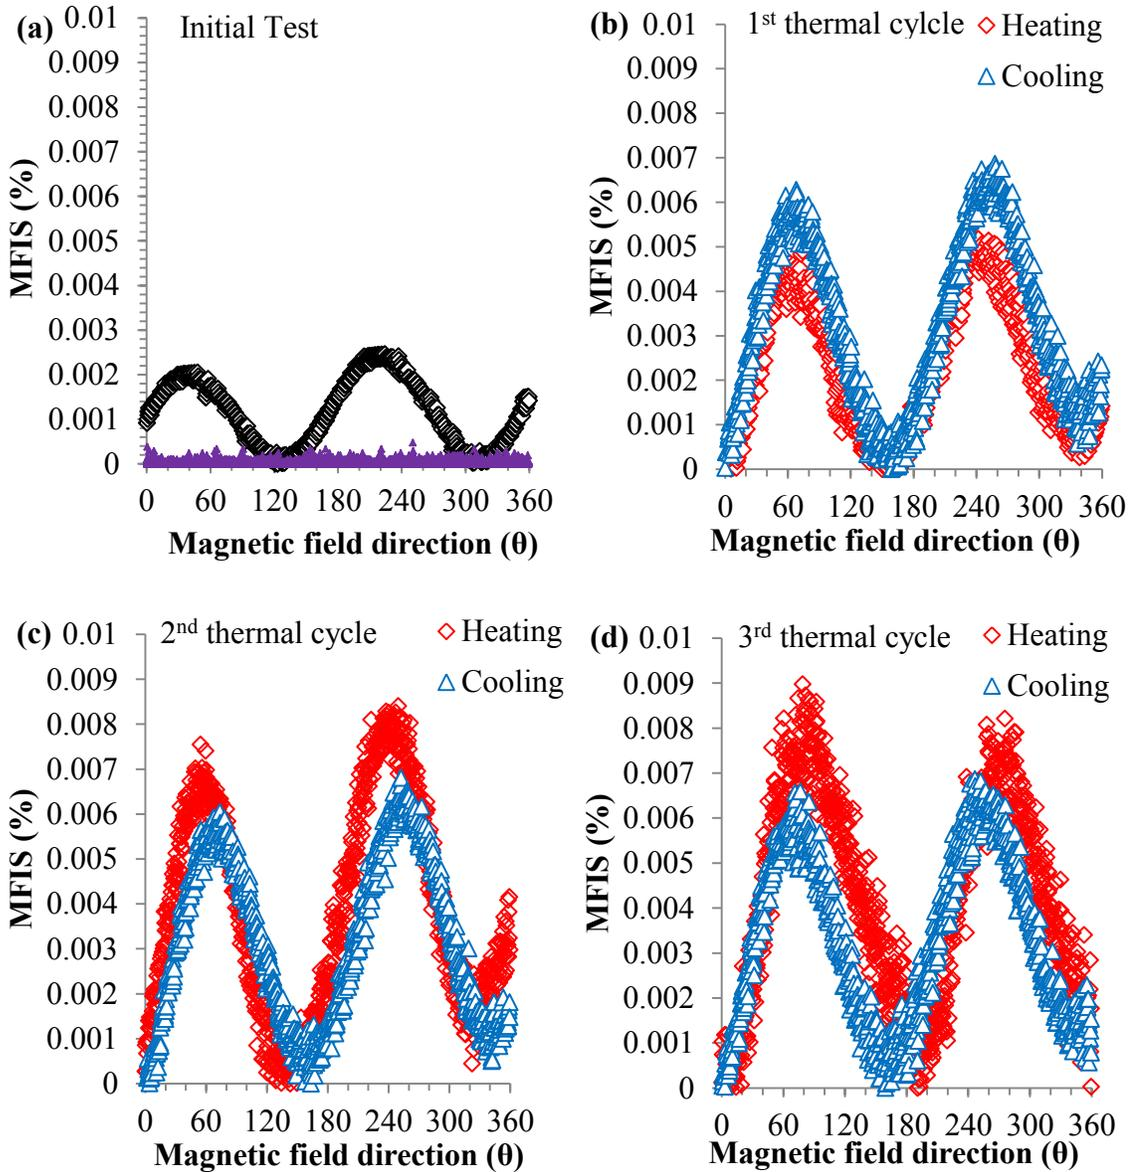 (a) Initial Test
0.01
0.009
0.008
0.007
0.006
0.005
0.004
0.003
0.002
0.001
0
MFIS (%)
0 60 120 180 240 300 360
Magnetic field direction (θ)
(b) 1st thermal cylcle
Heating
Cooling
0.01
0.009
0.008
0.007
0.006
0.005
0.004
0.003
0.002
0.001
0
MFIS (%)
0 60 120 180 240 300 360
Magnetic field direction (θ)
(c) 2nd thermal cycle
Heating
Cooling
0.01
0.009
0.008
0.007
0.006
0.005
0.004
0.003
0.002
0.001
0
MFIS (%)
0 60 120 180 240 300 360
Magnetic field direction (θ)
(d) 3rd thermal cycle
Heating
Cooling
0.01
0.009
0.008
0.007
0.006
0.005
0.004
0.003
0.002
0.001
0
MFIS (%)
0 60 120 180 240 300 360
Magnetic field direction (θ)